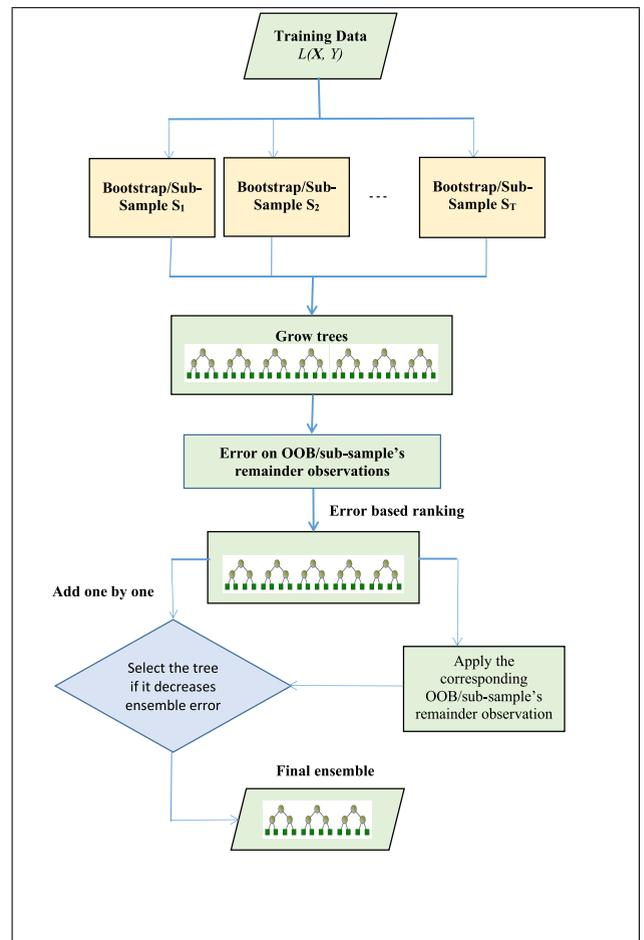 Training Data
L(X, Y)
Bootstrap/Sub-
Sample S₁
Bootstrap/Sub-
Sample S₂
---
Bootstrap/Sub-
Sample S_T
Grow trees
Error on OOB/sub-sample's
remainder observations
Error based ranking
Add one by one
Select the tree
if it decreases
ensemble error
Apply the
corresponding
OOB/sub-sample's
remainder observation
Final ensemble